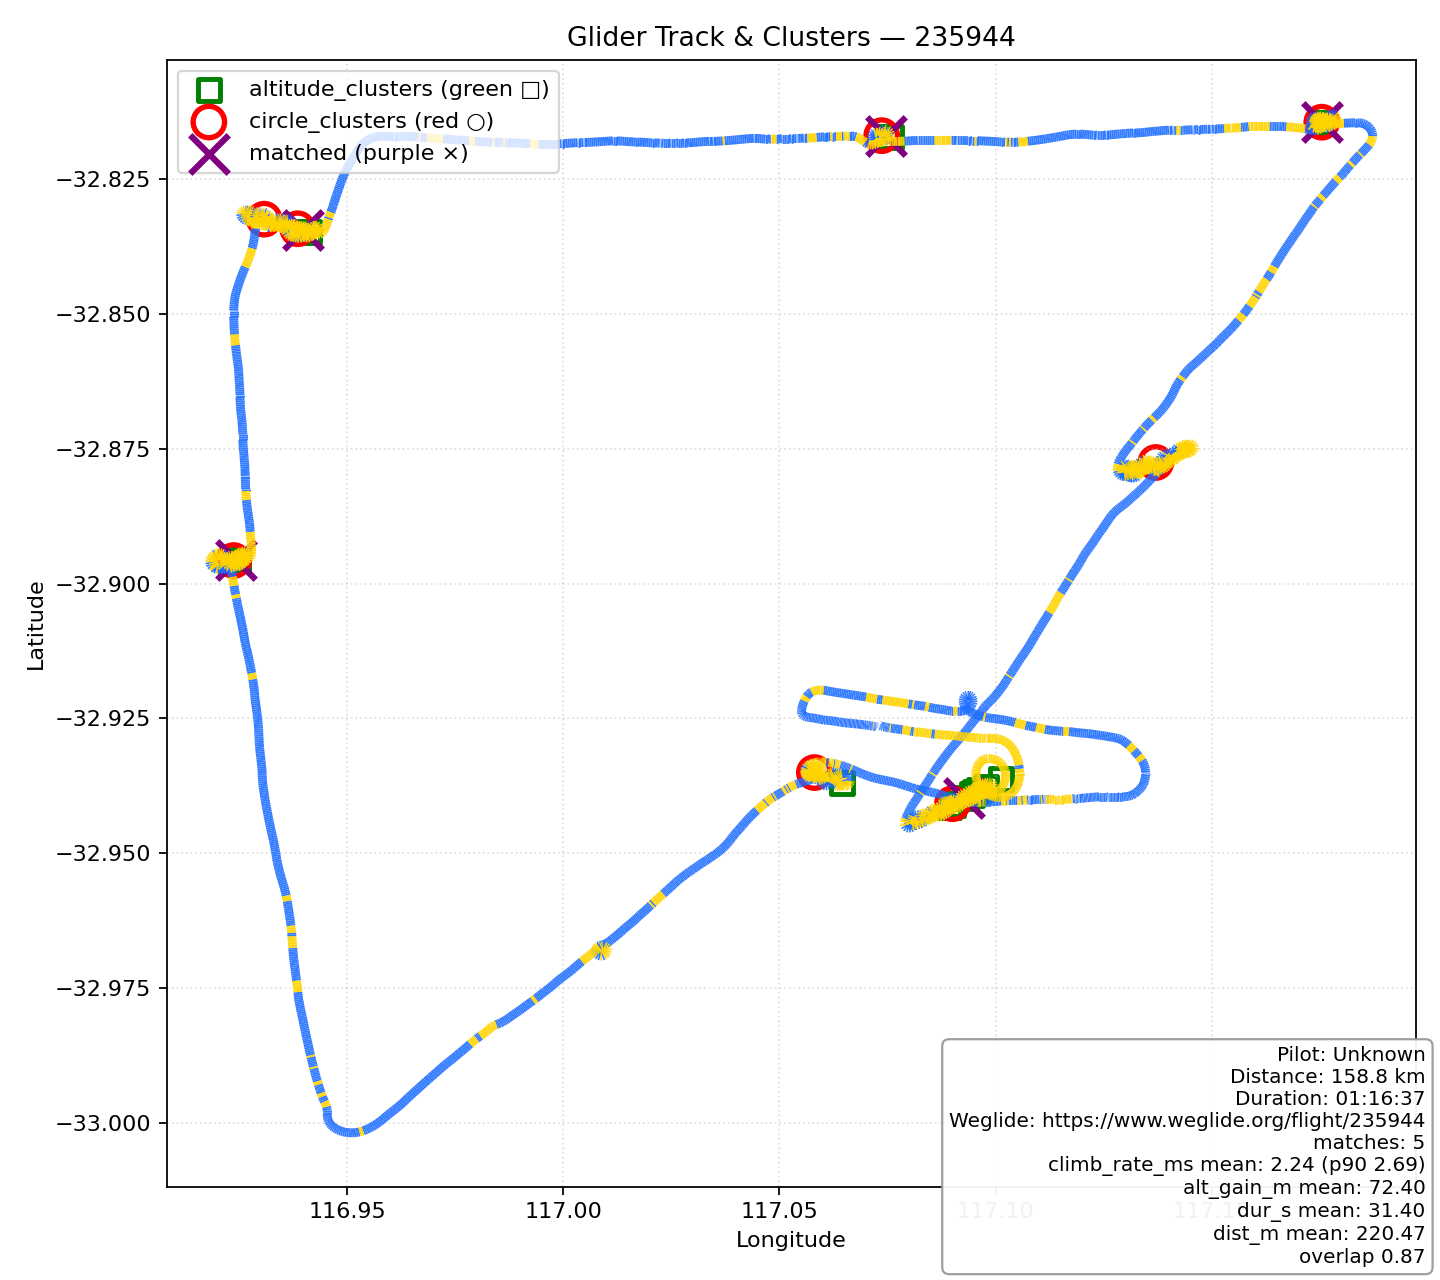 Glider Track & Clusters — 235944
altitude_clusters (green □)
circle_clusters (red ○)
matched (purple ×)
−32.825
−32.850
−32.875
−32.900
−32.925
−32.950
−32.975
−33.000
Latitude
116.95
117.00
117.05
117.10
Longitude
Pilot: Unknown
Distance: 158.8 km
Duration: 01:16:37
Weglide: https://www.weglide.org/flight/235944
matches: 5
climb_rate_ms mean: 2.24 (p90 2.69)
alt_gain_m mean: 72.40
dur_s mean: 31.40
dist_m mean: 220.47
overlap 0.87